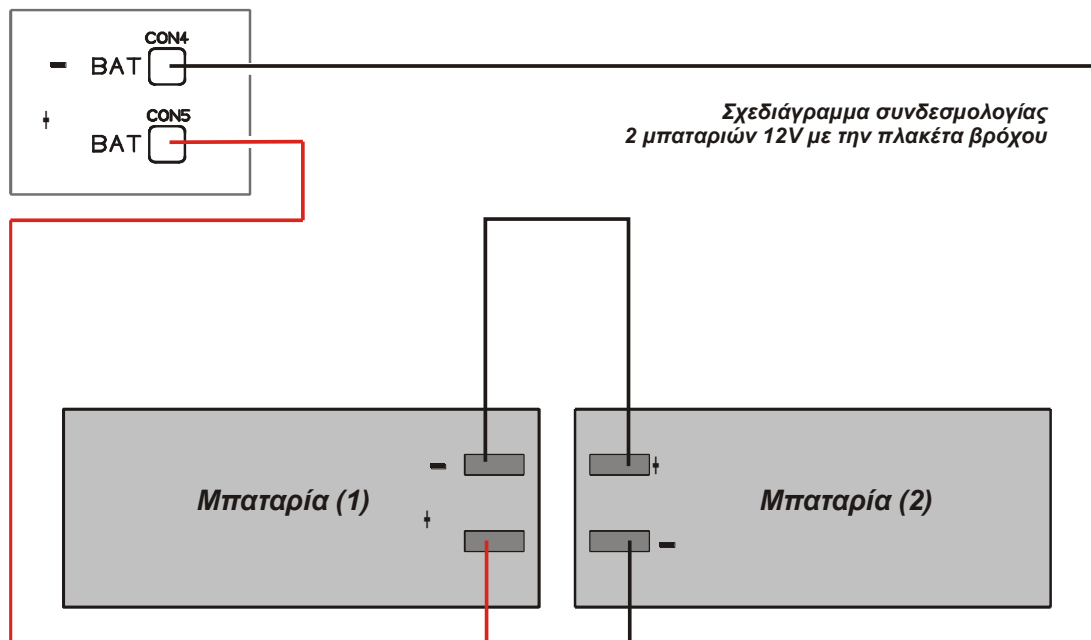 CON4
− BAT
CON5
+ BAT
Σχεδιάγραμμα συνδεσμολογίας
2 μπαταριών 12V με την πλακέτα βρόχου
− +
Μπαταρία (1) Μπαταρία (2)
+ −